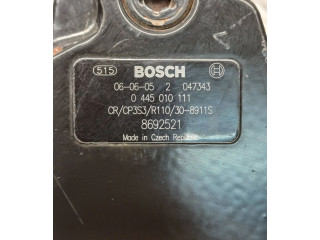 515 BOSCH
06-06-05 2 047343
0 445 010 111
CR/CP3S3/R110/30-8911S
8692521
Made in Czech Republic